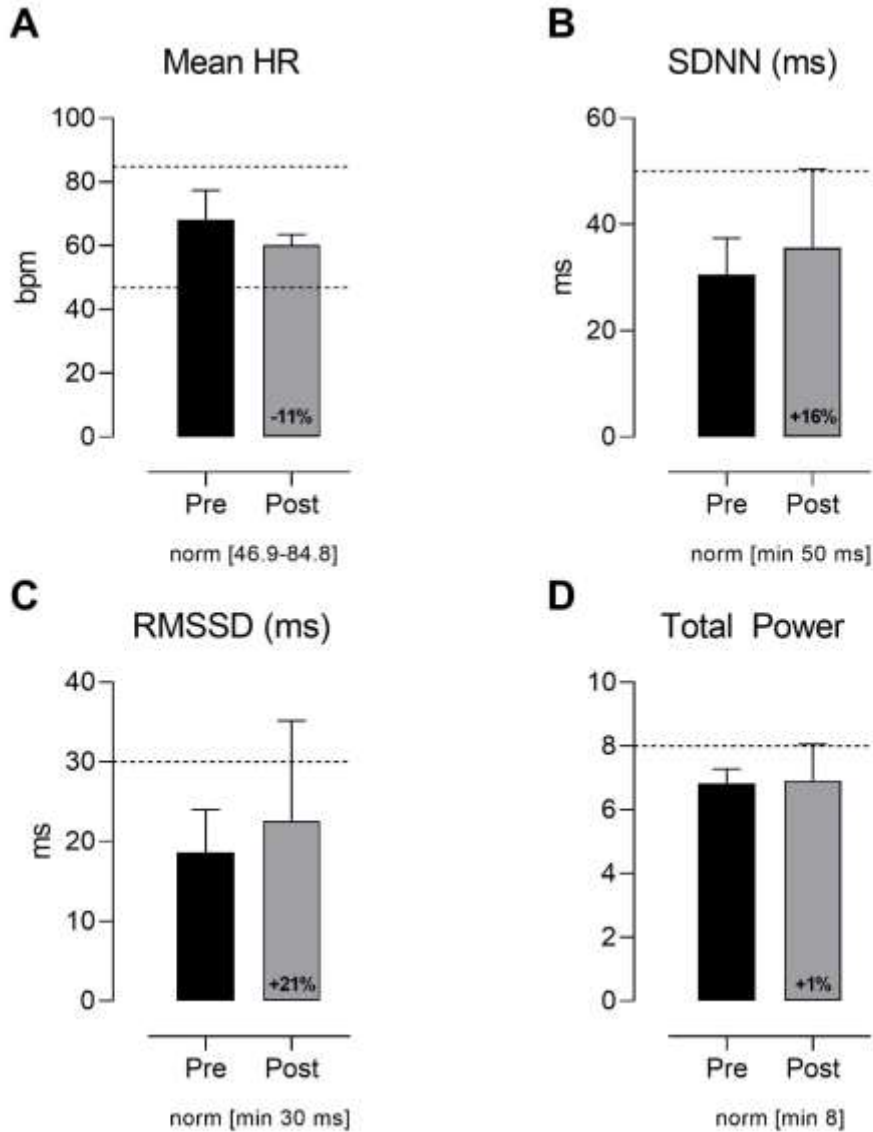 A
Mean HR
100
80
60
40
20
0
bpm
-11%
Pre Post
norm [46.9-84.8]
B
SDNN (ms)
60
40
20
0
ms
+16%
Pre Post
norm [min 50 ms]
C
RMSSD (ms)
40
30
20
10
0
ms
+21%
Pre Post
norm [min 30 ms]
D
Total Power
10
8
6
4
2
0
+1%
Pre Post
norm [min 8]